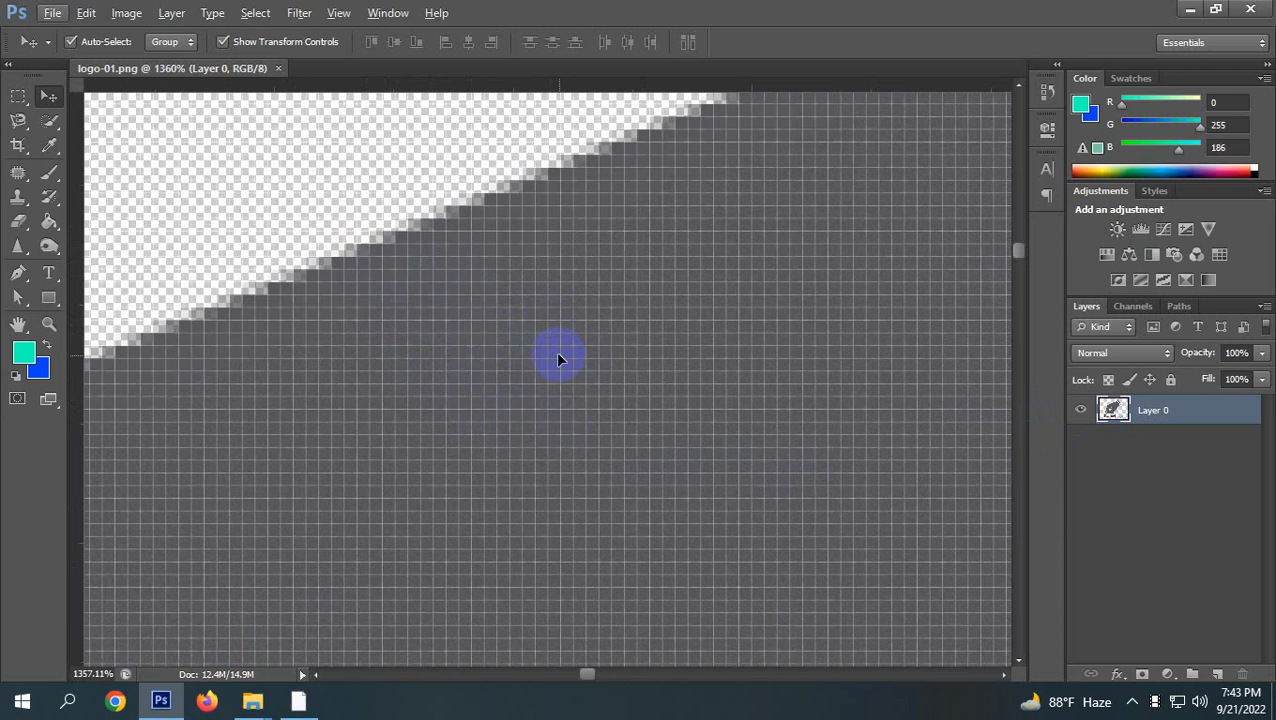 Ps File Edit Image Layer Type Select Filter View Window Help
Auto-Select: Group Show Transform Controls Essentials
logo-01.png @ 1360% (Layer 0, RGB/8) ×
Color Swatches
R 0
G 255
B 186
Adjustments Styles
Add an adjustment
Layers Channels Paths
Kind
Normal Opacity: 100%
Lock: Fill: 100%
Layer 0
1357.11% Doc: 12.4M/14.9M
Ps 88°F Haze 7:43 PM
9/21/2022